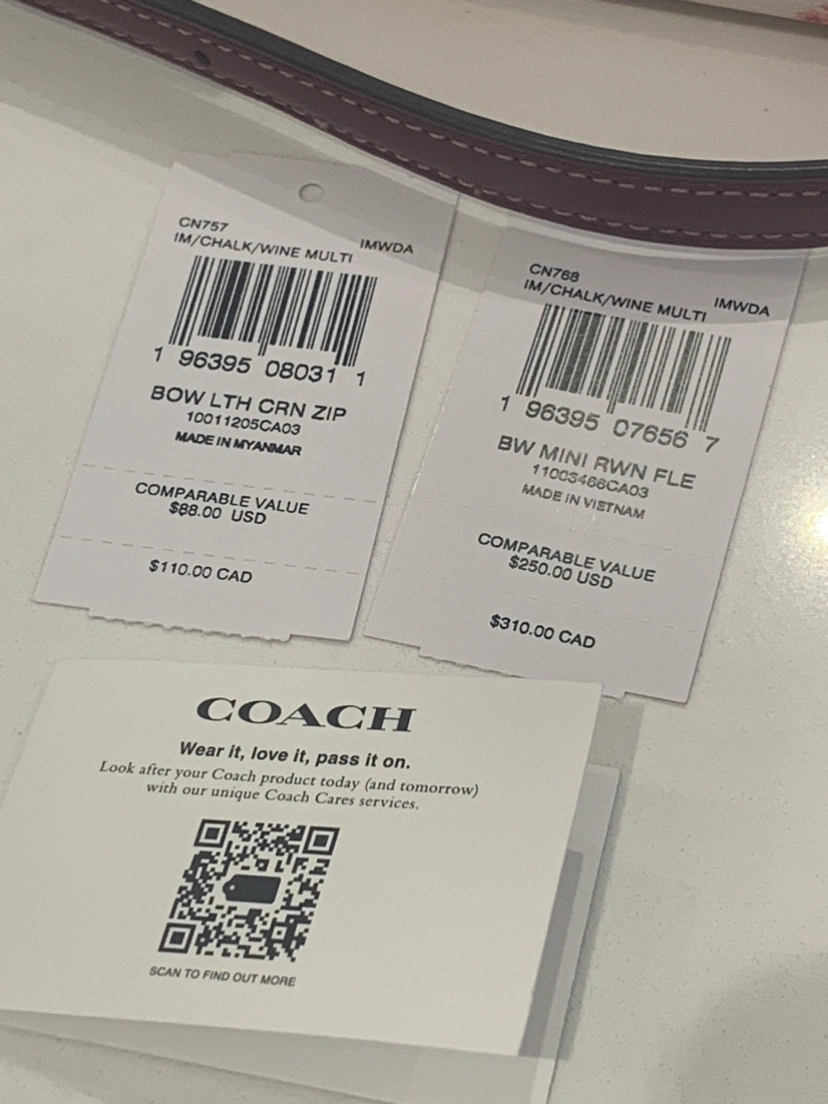 CN757
IM/CHALK/WINE MULTI IMWDA
1 96395 08031 1
BOW LTH CRN ZIP
10011205CA03
MADE IN MYANMAR
COMPARABLE VALUE
$88.00 USD
$110.00 CAD
CN768
IM/CHALK/WINE MULTI IMWDA
1 96395 07656 7
BW MINI RWN FLE
11003466CA03
MADE IN VIETNAM
COMPARABLE VALUE
$250.00 USD
$310.00 CAD
COACH
Wear it, love it, pass it on.
Look after your Coach product today (and tomorrow)
with our unique Coach Cares services.
SCAN TO FIND OUT MORE